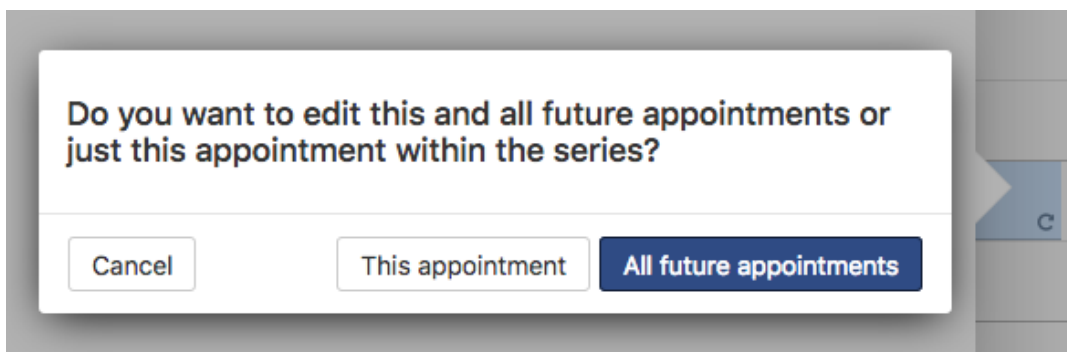 Do you want to edit this and all future appointments or
just this appointment within the series?
Cancel
This appointment
All future appointments